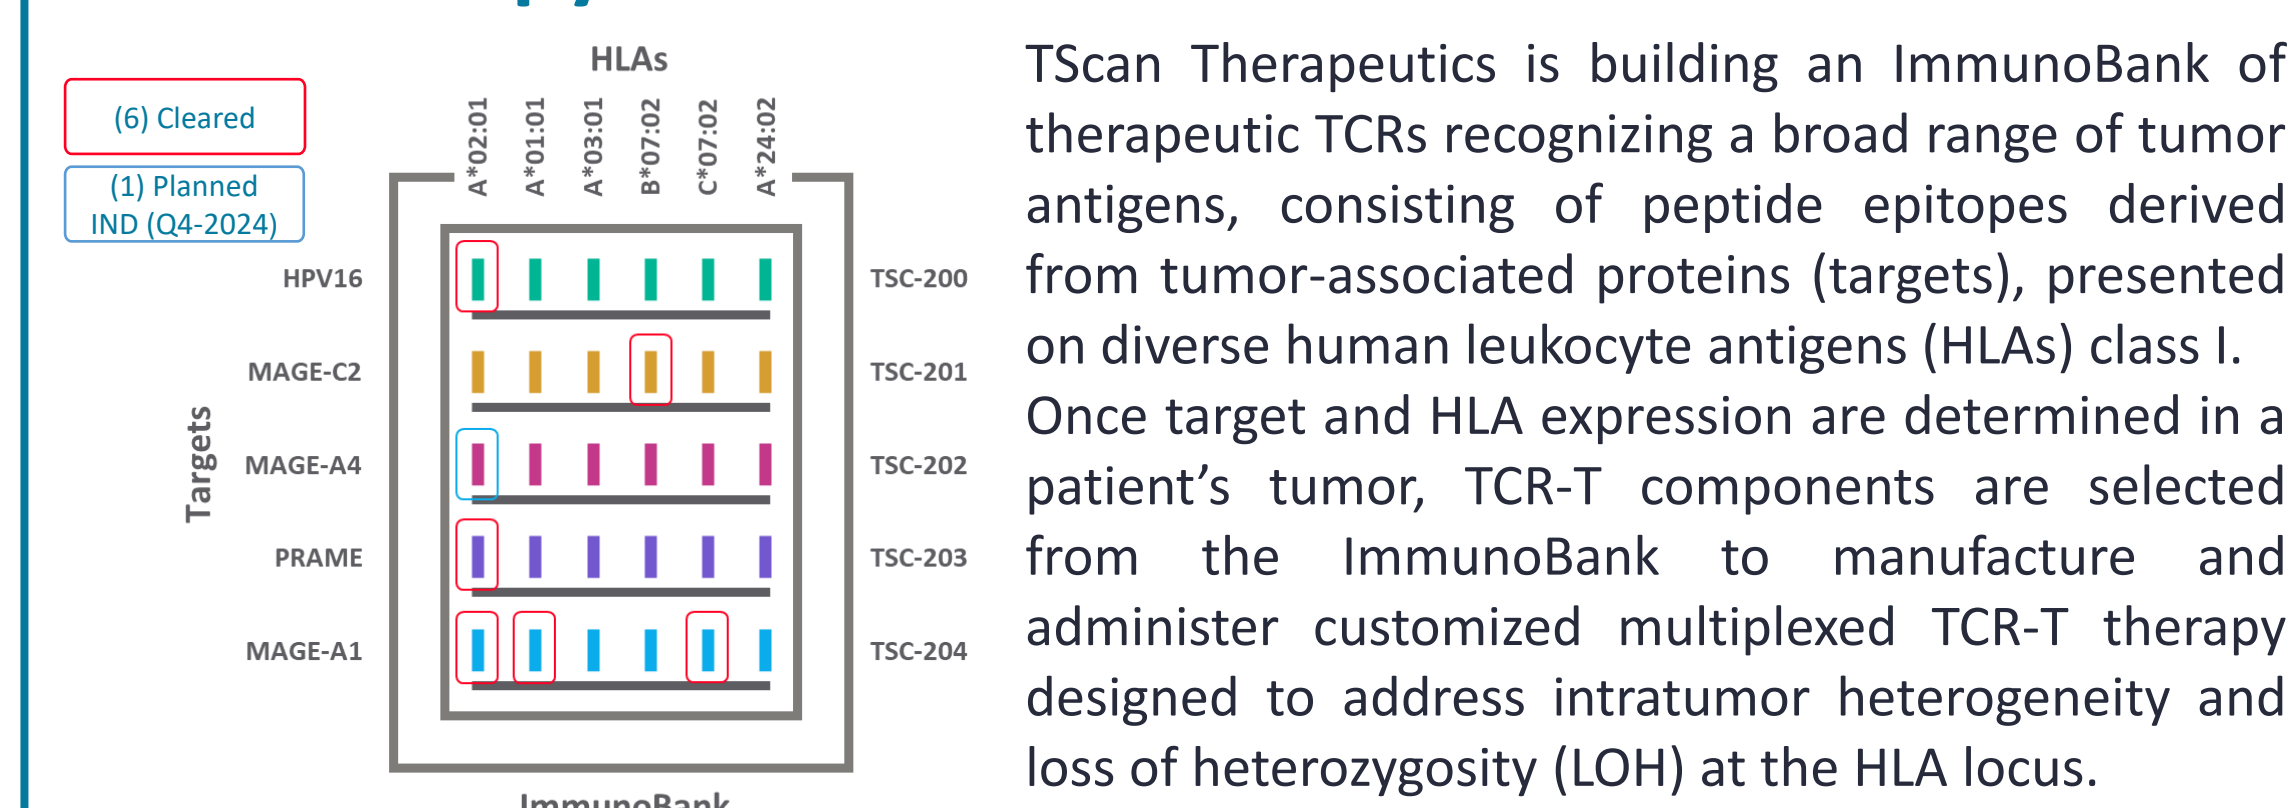 HLAs
(6) Cleared
(1) Planned
IND (Q4-2024)
A*02:01
A*01:01
A*03:01
B*07:02
C*07:02
A*24:02
Targets
HPV16
TSC-200
MAGE-C2
TSC-201
MAGE-A4
TSC-202
PRAME
TSC-203
MAGE-A1
TSC-204
ImmunoBank
TScan Therapeutics is building an ImmunoBank of
therapeutic TCRs recognizing a broad range of tumor
antigens, consisting of peptide epitopes derived
from tumor-associated proteins (targets), presented
on diverse human leukocyte antigens (HLAs) class I.
Once target and HLA expression are determined in a
patient’s tumor, TCR-T components are selected
from the ImmunoBank to manufacture and
administer customized multiplexed TCR-T therapy
designed to address intratumor heterogeneity and
loss of heterozygosity (LOH) at the HLA locus.